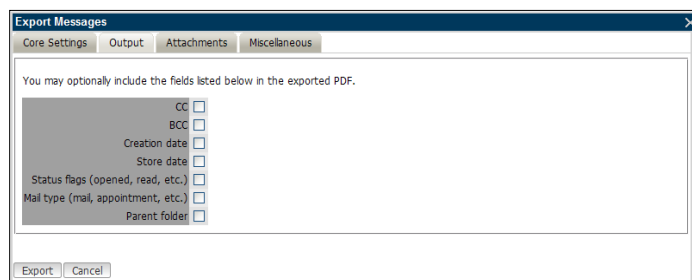 Export Messages
Core Settings Output Attachments Miscellaneous
You may optionally include the fields listed below in the exported PDF.
CC
BCC
Creation date
Store date
Status flags (opened, read, etc.)
Mail type (mail, appointment, etc.)
Parent folder
Export Cancel